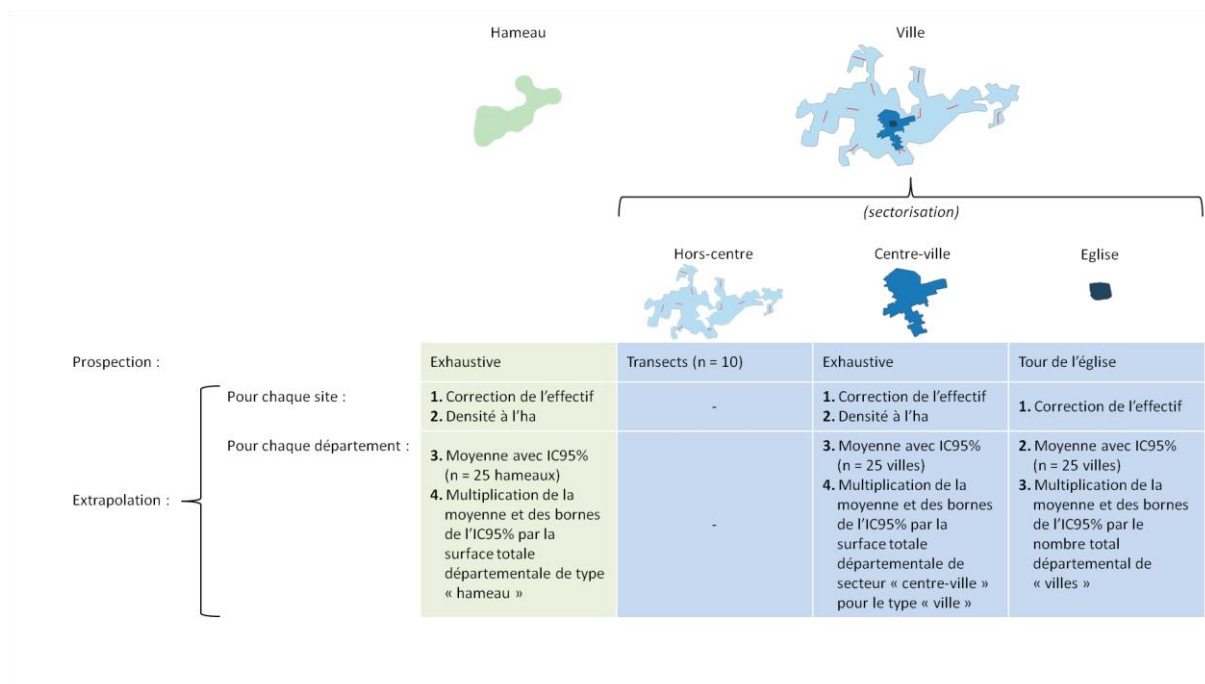 Hameau
Ville
(sectorisation)
Hors-centre
Centre-ville
Eglise
Prospection :
Exhaustive
Transects (n = 10)
Exhaustive
Tour de l'église
Extrapolation :
Pour chaque site :
1. Correction de l'effectif
2. Densité à l'ha
-
1. Correction de l'effectif
2. Densité à l'ha
1. Correction de l'effectif
Pour chaque département :
3. Moyenne avec IC95%
(n = 25 hameaux)
4. Multiplication de la
moyenne et des bornes
de l'IC95% par la
surface totale
départementale de type
« hameau »
-
3. Moyenne avec IC95%
(n = 25 villes)
4. Multiplication de la
moyenne et des bornes
de l'IC95% par la
surface totale
départementale de
secteur « centre-ville »
pour le type « ville »
2. Moyenne avec IC95%
(n = 25 villes)
3. Multiplication de la
moyenne et des bornes
de l'IC95% par le
nombre total
départemental de
« villes »